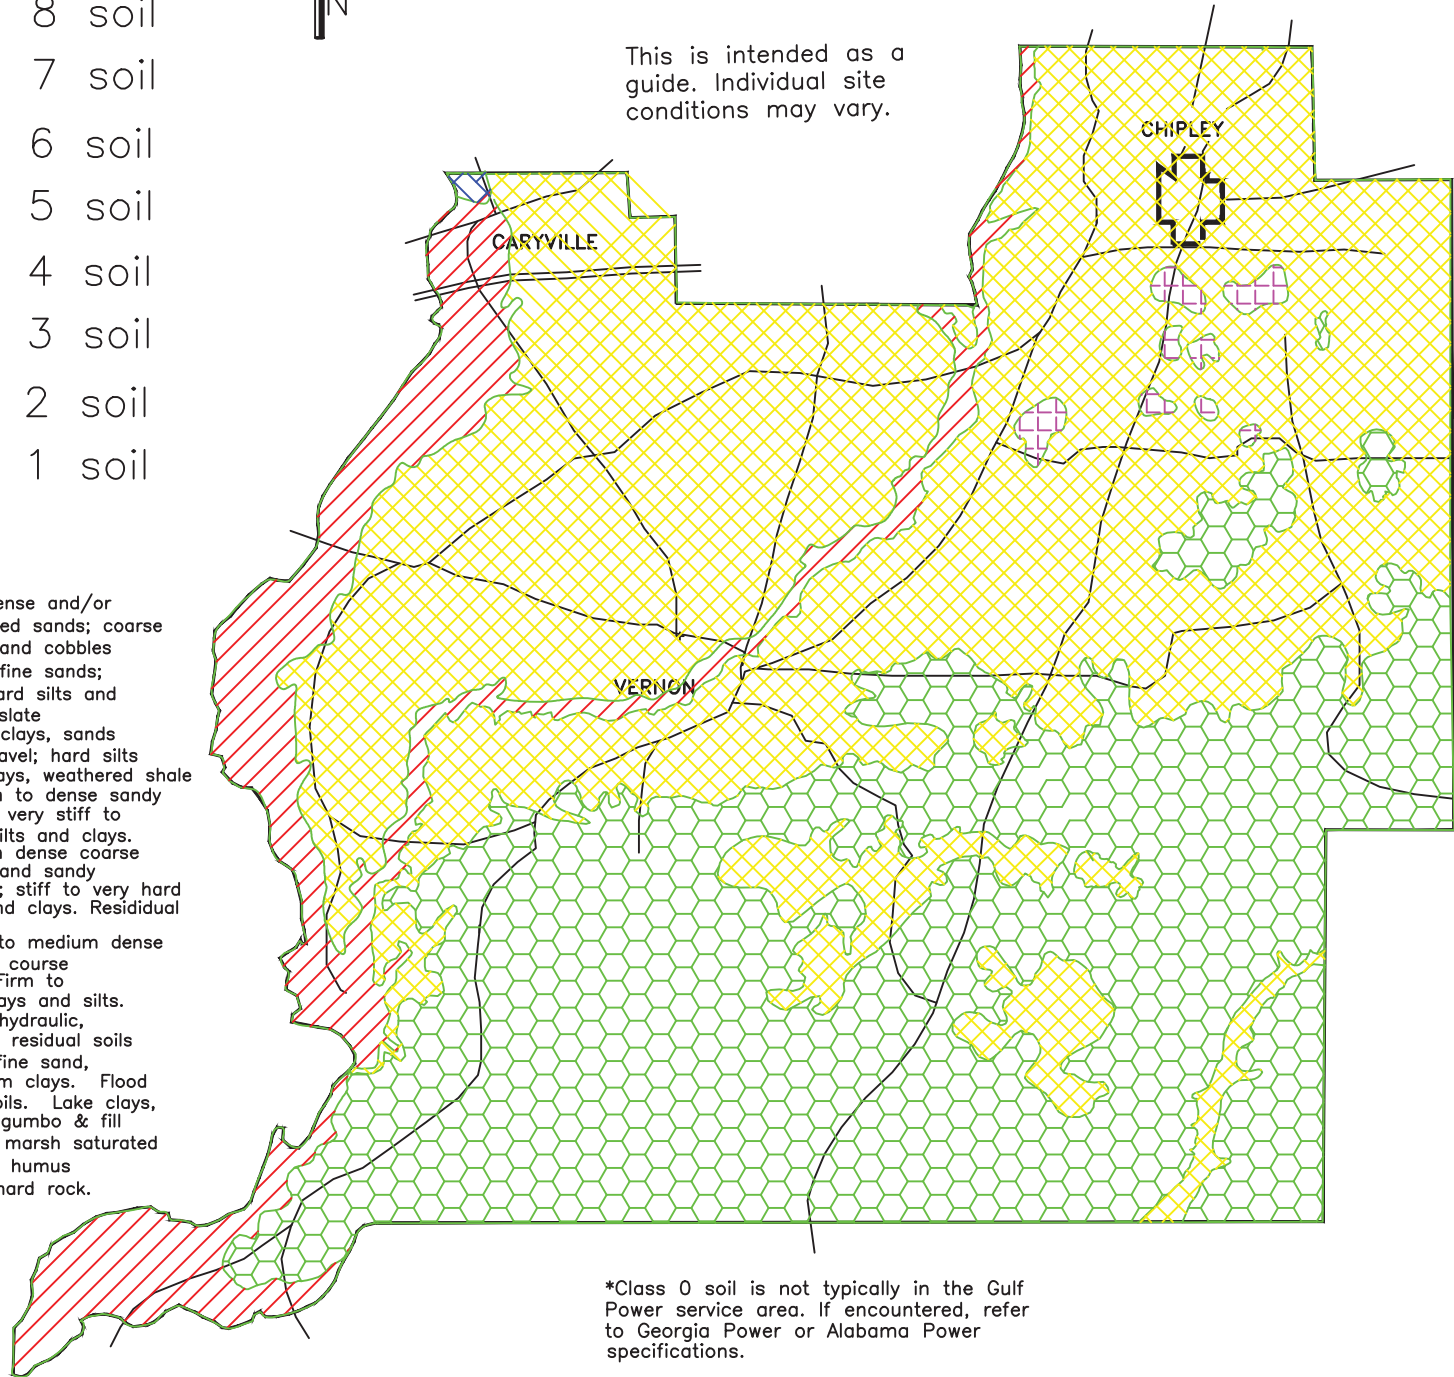 8 soil
N
This is intended as a
guide. Individual site
conditions may vary.
7 soil
CHIPLEY
6 soil
5 soil
CARYVILLE
4 soil
3 soil
2 soil
1 soil
ense and/or
ed sands; coarse
and cobbles
fine sands;
ard silts and
slate
clays, sands
avel; hard silts
ays, weathered shale
n to dense sandy
very stiff to
ilts and clays.
n dense coarse
and sandy
; stiff to very hard
nd clays. Resididual
to medium dense
course
Firm to
ays and silts.
hydraulic,
residual soils
fine sand,
m clays. Flood
oils. Lake clays,
gumbo & fill
marsh saturated
humus
hard rock.
VERNON
*Class 0 soil is not typically in the Gulf
Power service area. If encountered, refer
to Georgia Power or Alabama Power
specifications.